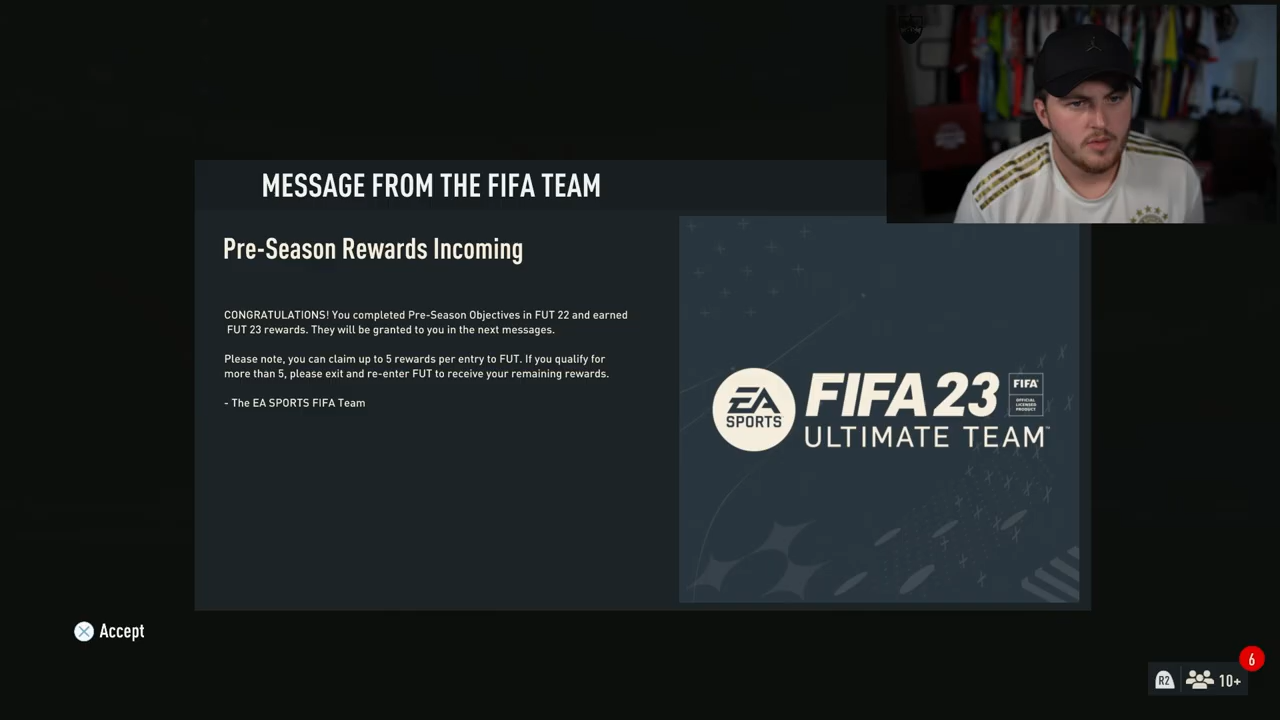 MESSAGE FROM THE FIFA TEAM
Pre-Season Rewards Incoming
CONGRATULATIONS! You completed Pre-Season Objectives in FUT 22 and earned
FUT 23 rewards. They will be granted to you in the next messages.
Please note, you can claim up to 5 rewards per entry to FUT. If you qualify for
more than 5, please exit and re-enter FUT to receive your remaining rewards.
- The EA SPORTS FIFA Team
EA SPORTS
FIFA 23
FIFA
OFFICIAL
LICENSED
PRODUCT
ULTIMATE TEAM™
Accept
6
R2
10+